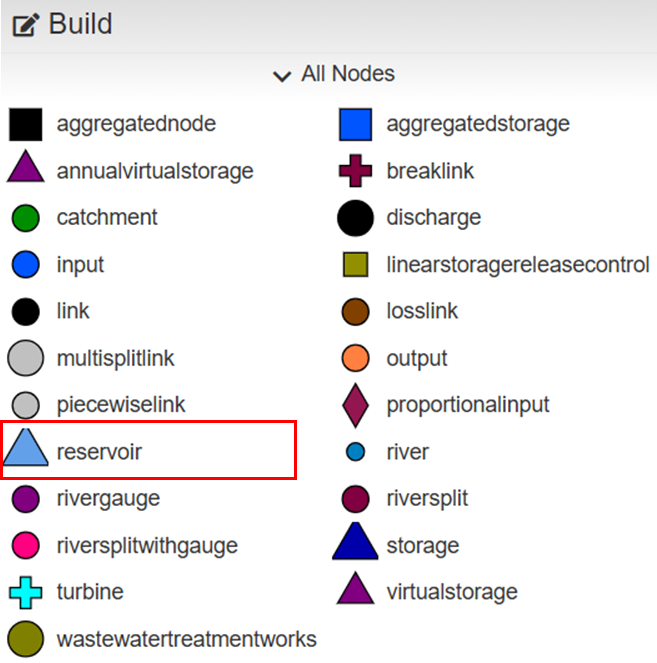 Build
All Nodes
aggregatednode
aggregatedstorage
annualvirtualstorage
breaklink
catchment
discharge
input
linearstoragereleasecontrol
link
losslink
multisplitlink
output
piecewiselink
proportionalinput
reservoir
river
rivergauge
riversplit
riversplitwithgauge
storage
turbine
virtualstorage
wastewatertreatmentworks